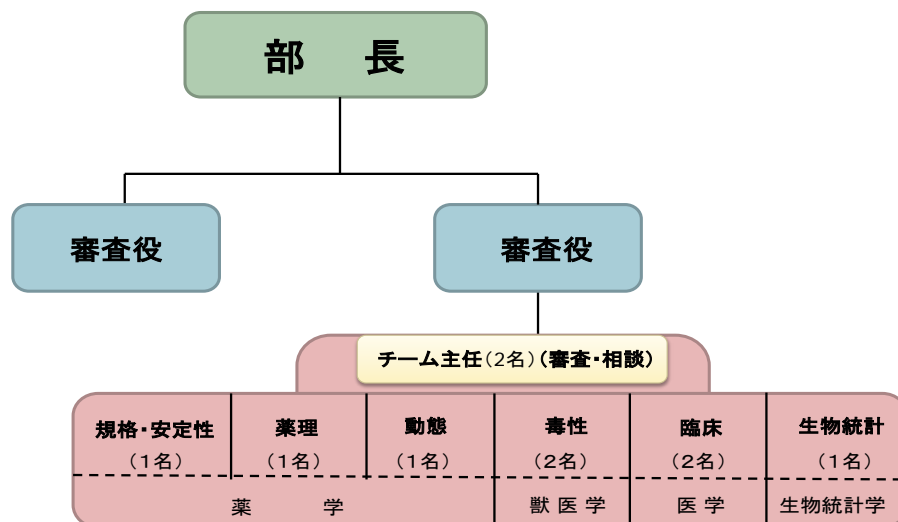 部　長
審査役
審査役
チーム主任(2名)(審査・相談)
規格・安定性
(1名)
薬理
(1名)
動態
(1名)
毒性
(2名)
臨床
(2名)
生物統計
(1名)
薬　学
獣医学
医学
生物統計学